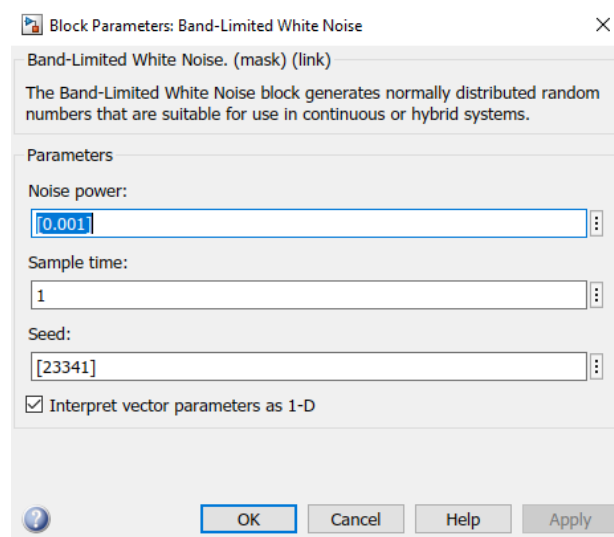 Block Parameters: Band-Limited White Noise
Band-Limited White Noise. (mask) (link)
The Band-Limited White Noise block generates normally distributed random
numbers that are suitable for use in continuous or hybrid systems.
Parameters
Noise power:
[0.001]
Sample time:
1
Seed:
[23341]
Interpret vector parameters as 1-D
OK Cancel Help Apply